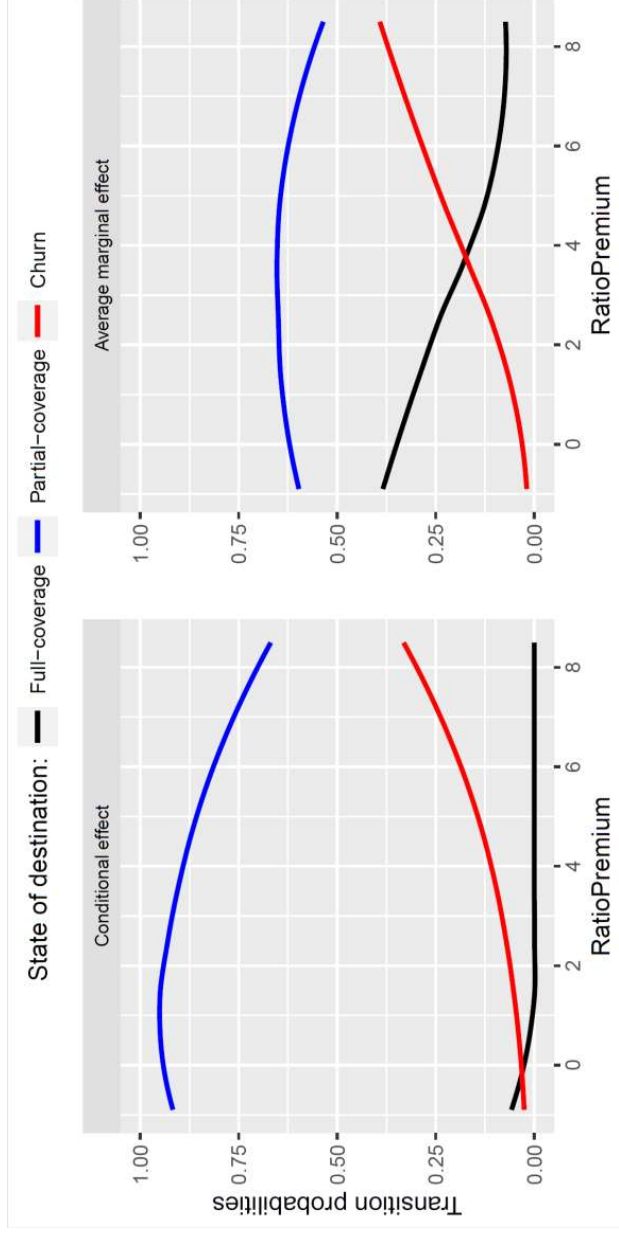 State of destination: Full-coverage Partial-coverage Churn
Conditional effect
Average marginal effect
Transition probabilities
1.00
0.75
0.50
0.25
0.00
0 2 4 6 8
RatioPremium
1.00
0.75
0.50
0.25
0.00
0 2 4 6 8
RatioPremium